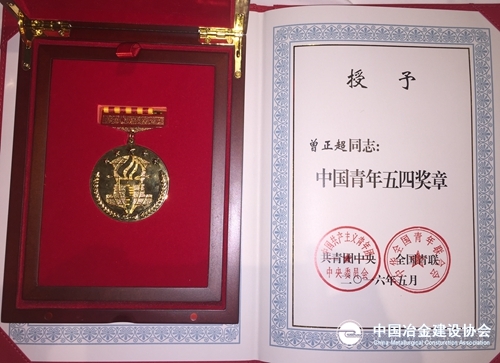 授予
曾正超同志:
中国青年五四奖章
共青团中央 全国青联
二〇一六年五月
中国冶金建设协会
China Metallurgical Construction Association